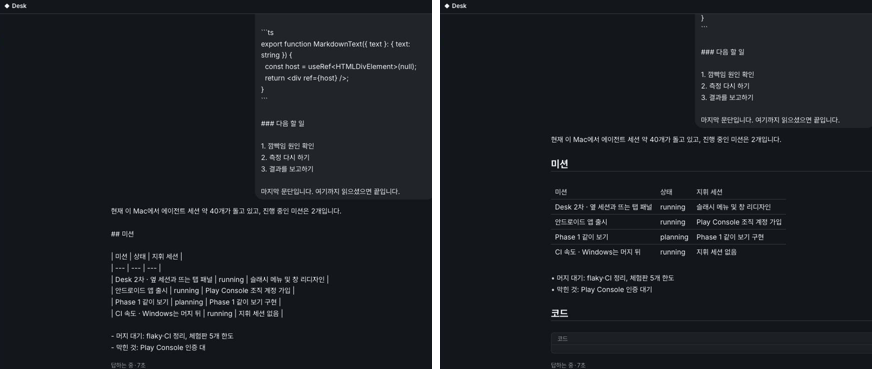 Desk
```ts
export function MarkdownText({ text }: { text:
string }) {
const host = useRef<HTMLDivElement>(null);
return <div ref={host} />;
}
```
### 다음 할 일
1. 깜빡임 원인 확인
2. 측정 다시 하기
3. 결과를 보고하기
마지막 문단입니다. 여기까지 읽으셨으면 끝입니다.
현재 이 Mac에서 에이전트 세션 약 40개가 돌고 있고, 진행 중인 미션은 2개입니다.
## 미션
| 미션 | 상태 | 지휘 세션 |
| --- | --- | --- |
| Desk 2차 · 옆 세션과 뜨는 탭 패널 | running | 슬래시 메뉴 및 창 리디자인 |
| 안드로이드 앱 출시 | running | Play Console 조직 계정 가입 |
| Phase 1 같이 보기 | planning | Phase 1 같이 보기 구현 |
| CI 속도 · Windows는 머지 뒤 | running | 지휘 세션 없음 |
- 머지 대기: flaky·CI 정리, 체험판 5개 한도
- 막힌 것: Play Console 인증 대
답하는 중 · 7초
Desk
}
```
### 다음 할 일
1. 깜빡임 원인 확인
2. 측정 다시 하기
3. 결과를 보고하기
마지막 문단입니다. 여기까지 읽으셨으면 끝입니다.
현재 이 Mac에서 에이전트 세션 약 40개가 돌고 있고, 진행 중인 미션은 2개입니다.
미션
미션 상태 지휘 세션
Desk 2차 · 옆 세션과 뜨는 탭 패널 running 슬래시 메뉴 및 창 리디자인
안드로이드 앱 출시 running Play Console 조직 계정 가입
Phase 1 같이 보기 planning Phase 1 같이 보기 구현
CI 속도 · Windows는 머지 뒤 running 지휘 세션 없음
• 머지 대기: flaky·CI 정리, 체험판 5개 한도
• 막힌 것: Play Console 인증 대기
코드
코드
답하는 중 · 7초